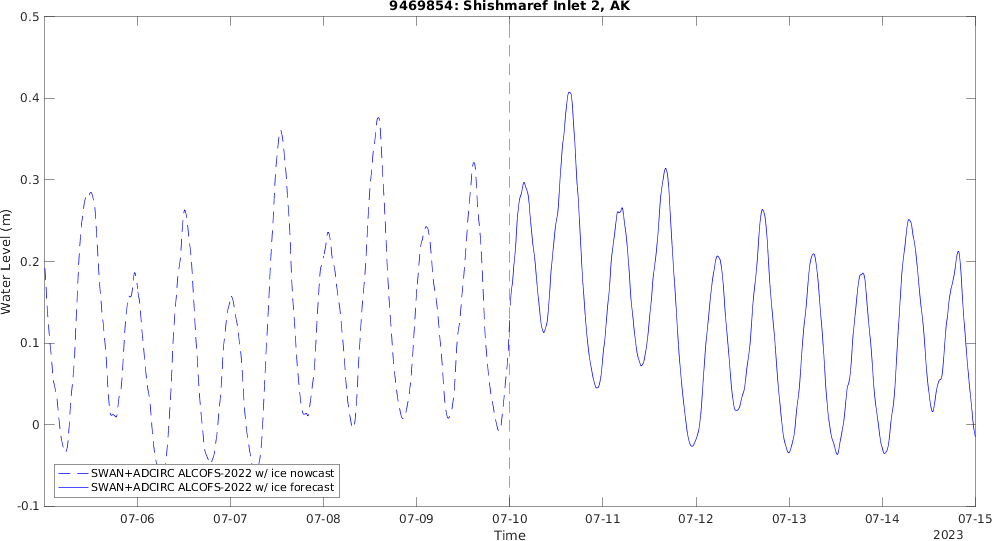 9469854: Shishmaref Inlet 2, AK
0.5
0.4
0.3
0.2
0.1
0
-0.1
Water Level (m)
SWAN+ADCIRC ALCOFS-2022 w/ ice nowcast
SWAN+ADCIRC ALCOFS-2022 w/ ice forecast
07-06 07-07 07-08 07-09 07-10 07-11 07-12 07-13 07-14 07-15
Time
2023